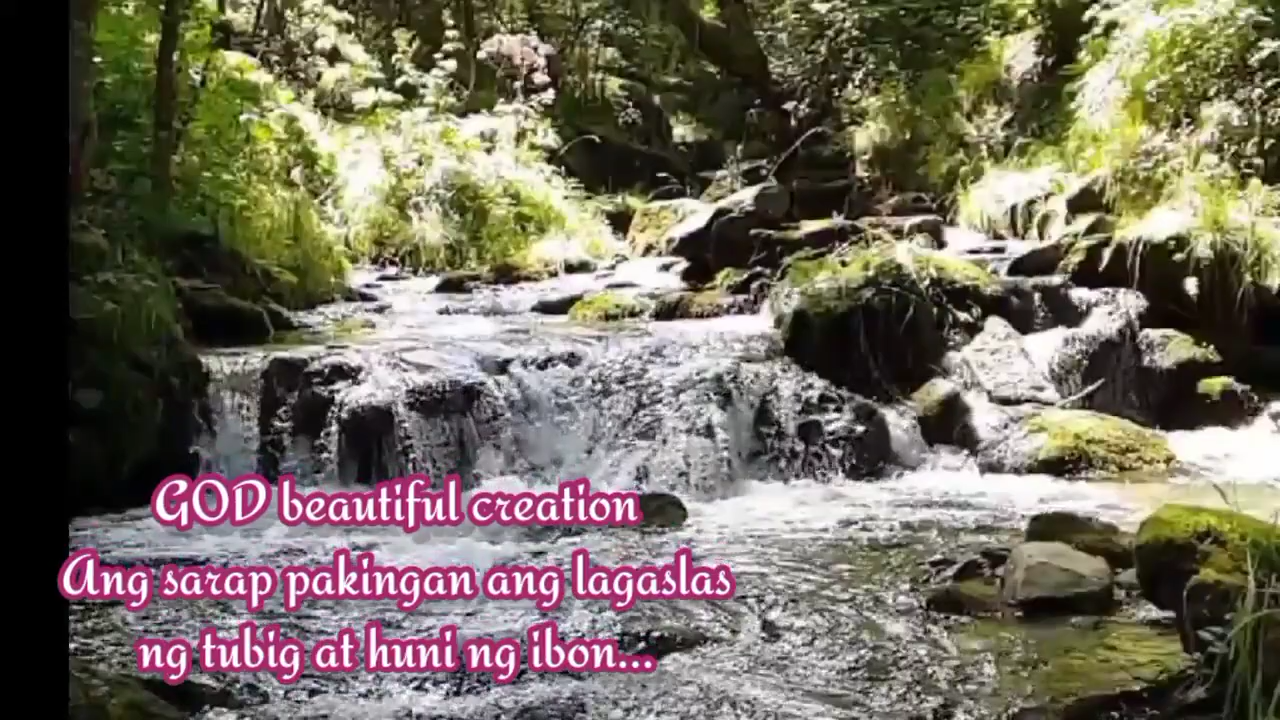 GOD beautiful creation
Ang sarap pakingan ang lagaslas
ng tubig at huni ng ibon...